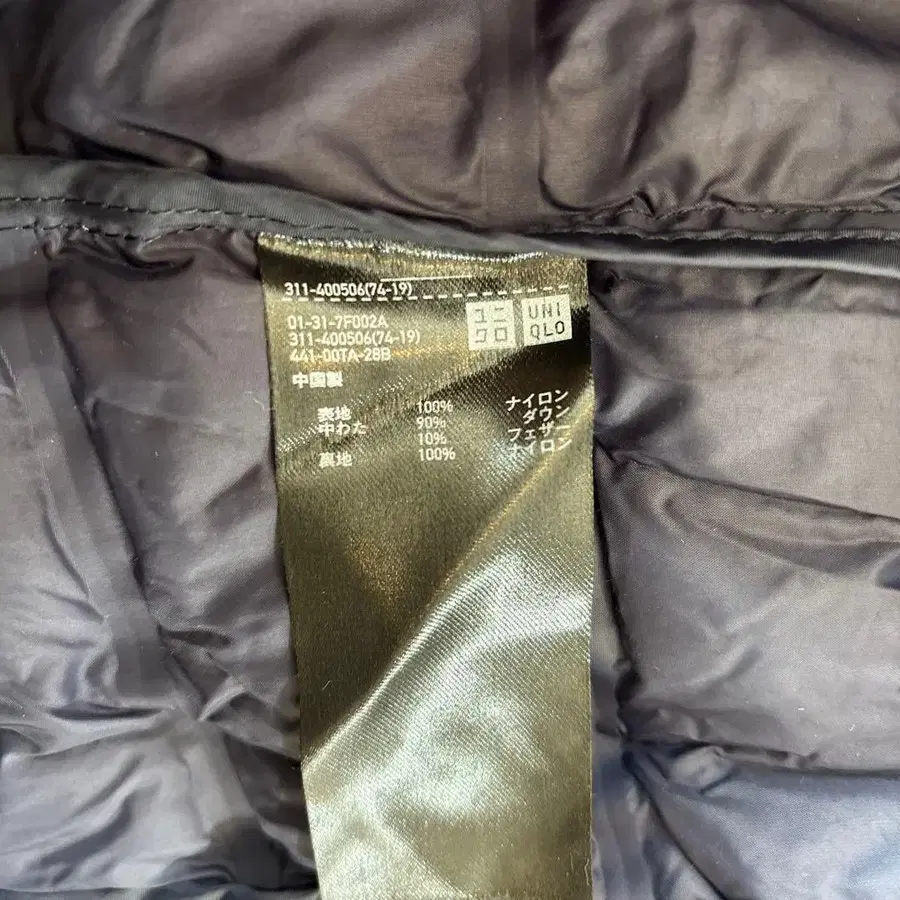 311-400506(74-19)
01-31-7F002A
311-400506(74-19)
441-00TA-28B
ユニクロ
UNIQLO
中国製
表地 100% ナイロン
中わた 90% ダウン
10% フェザー
裏地 100% ナイロン